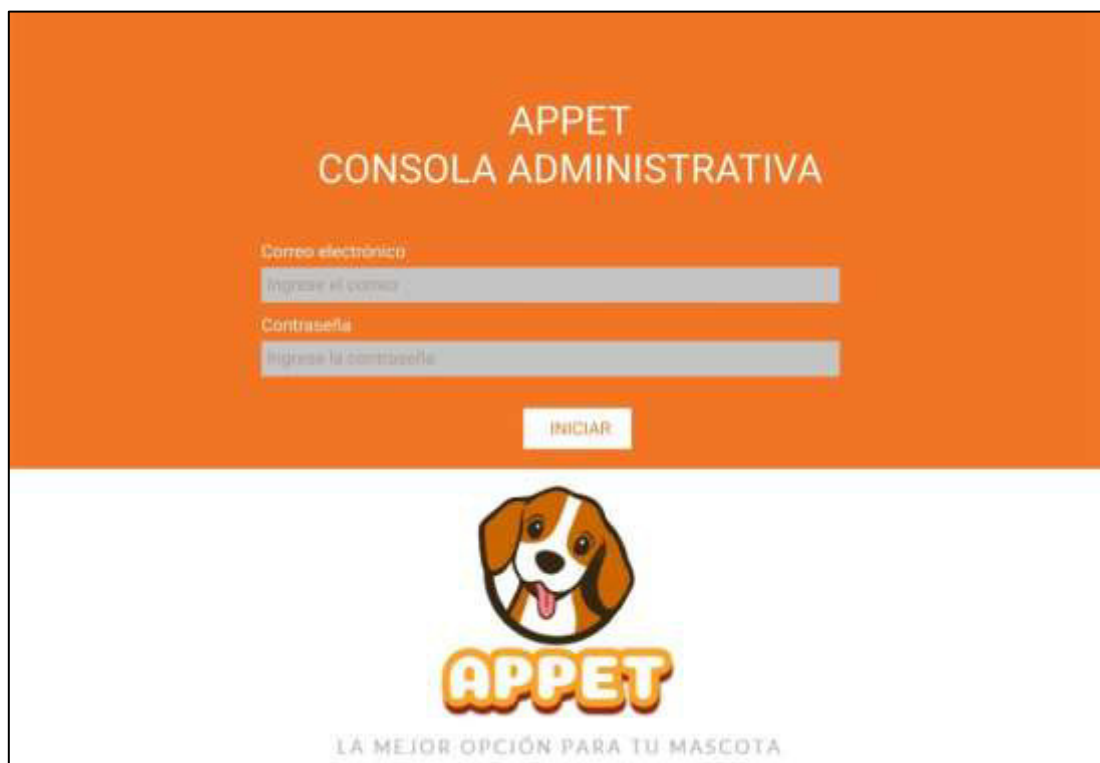 APPET
CONSOLA ADMINISTRATIVA
Correo electrónico
Ingrese el correo
Contraseña
Ingrese la contraseña
INICIAR
APPET
LA MEJOR OPCIÓN PARA TU MASCOTA